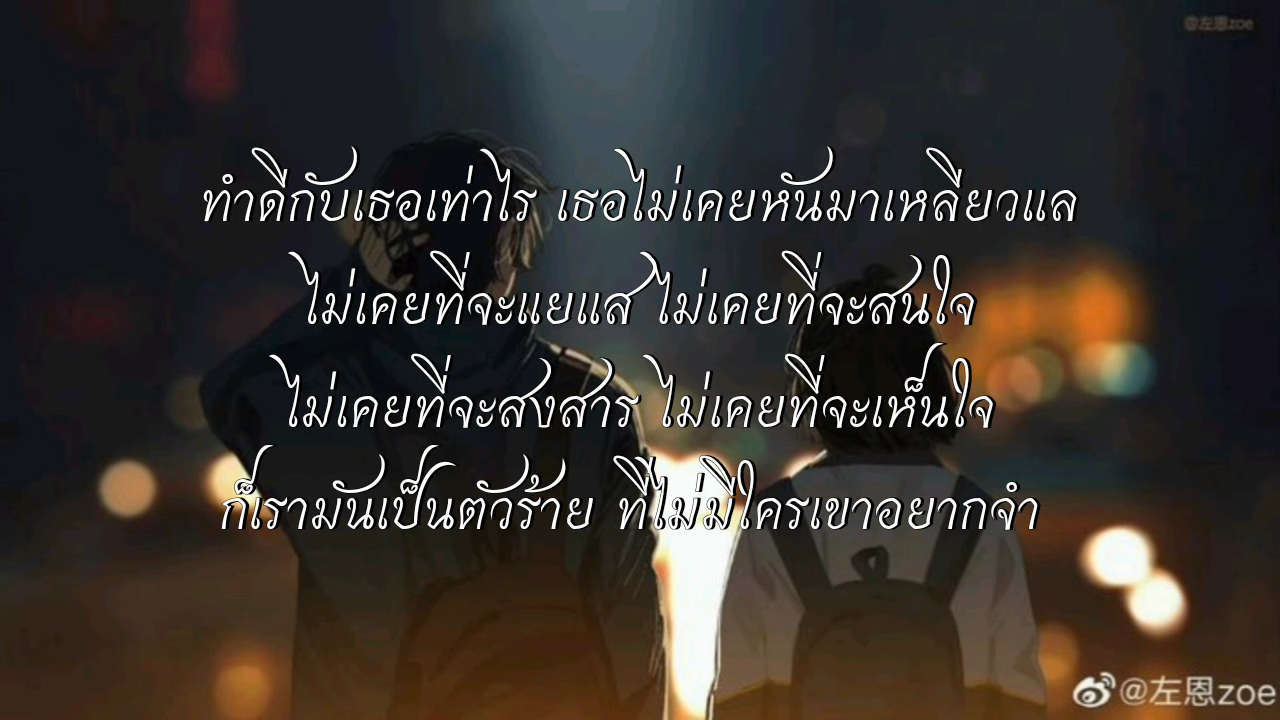 @左恩zoe
ทำดีกับเธอเท่าไร เธอไม่เคยหันมาเหลียวแล
ไม่เคยที่จะแยแส ไม่เคยที่จะสนใจ
ไม่เคยที่จะสงสาร ไม่เคยที่จะเห็นใจ
ก็เรามันเป็นตัวร้าย ที่ไม่มีใครเขาอยากจำ
@左恩zoe